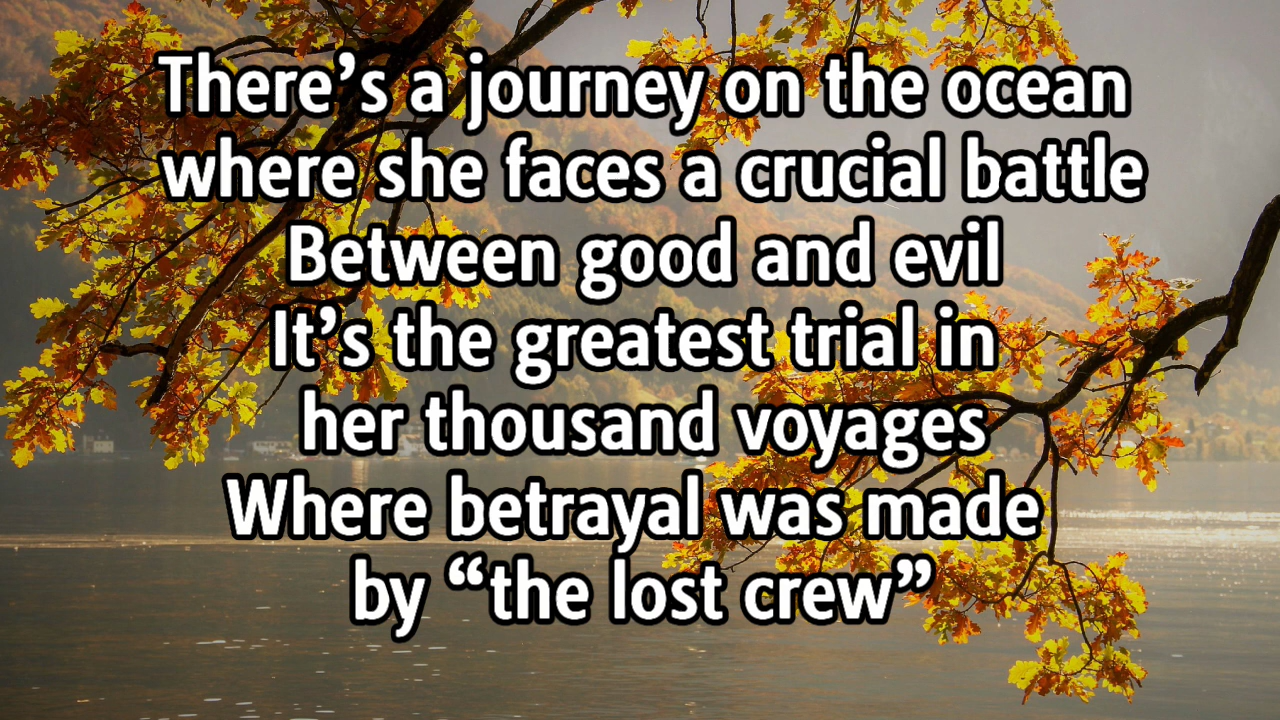 There’s a journey on the ocean
where she faces a crucial battle
Between good and evil
It’s the greatest trial in
her thousand voyages
Where betrayal was made
by “the lost crew”